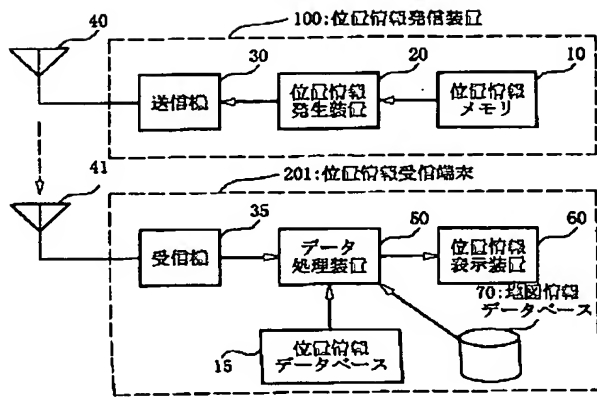 40
100:位置情報発信装置
30
20
10
送信機
位置情報
発生装置
位置情報
メモリ
41
201:位置情報受信端末
35
50
60
受信機
データ
処理装置
位置情報
表示装置
70:地図情報
データベース
15
位置情報
データベース